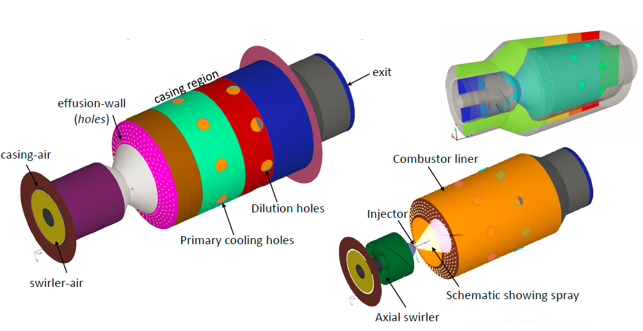 casing region
exit
effusion-wall
(holes)
casing-air
Combustor liner
Dilution holes
Injector
Primary cooling holes
swirler-air
Schematic showing spray
Axial swirler